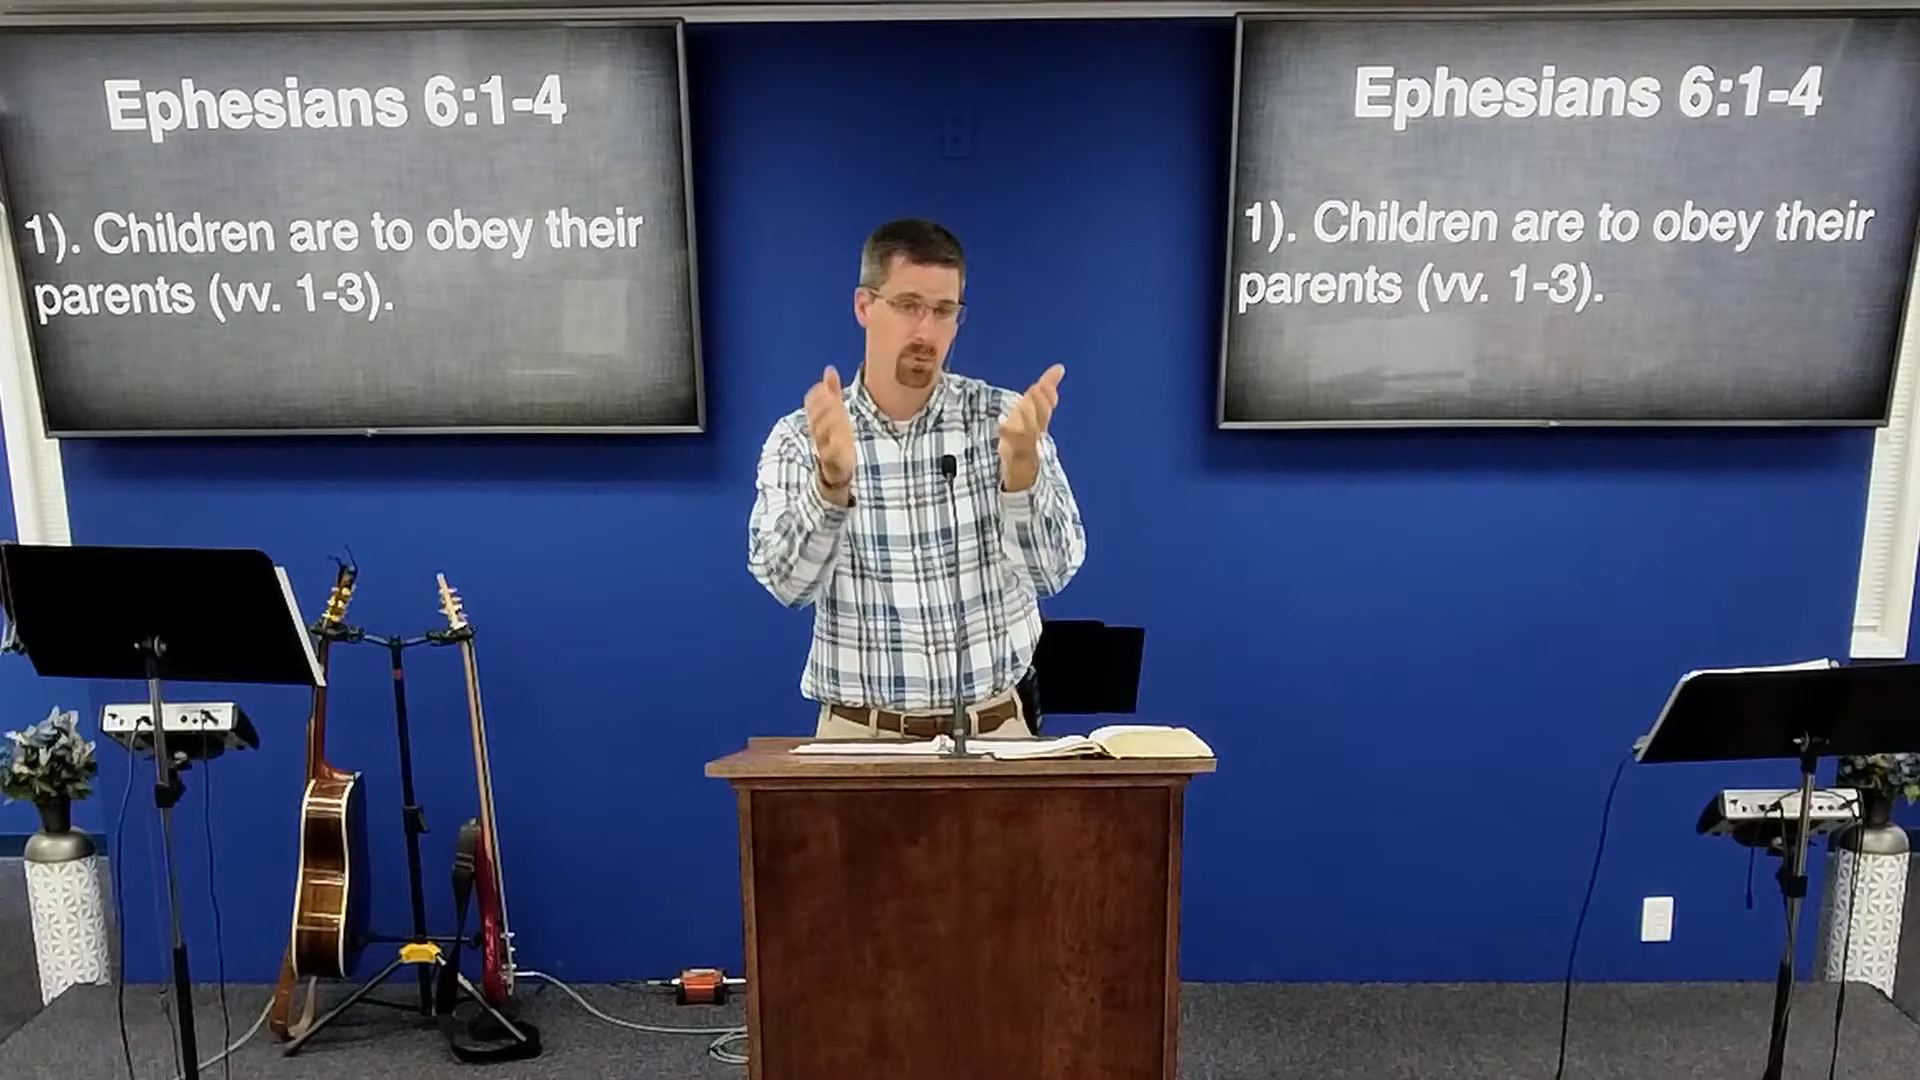 Ephesians 6:1-4
1). Children are to obey their
parents (vv. 1-3).
Ephesians 6:1-4
1). Children are to obey their
parents (vv. 1-3).